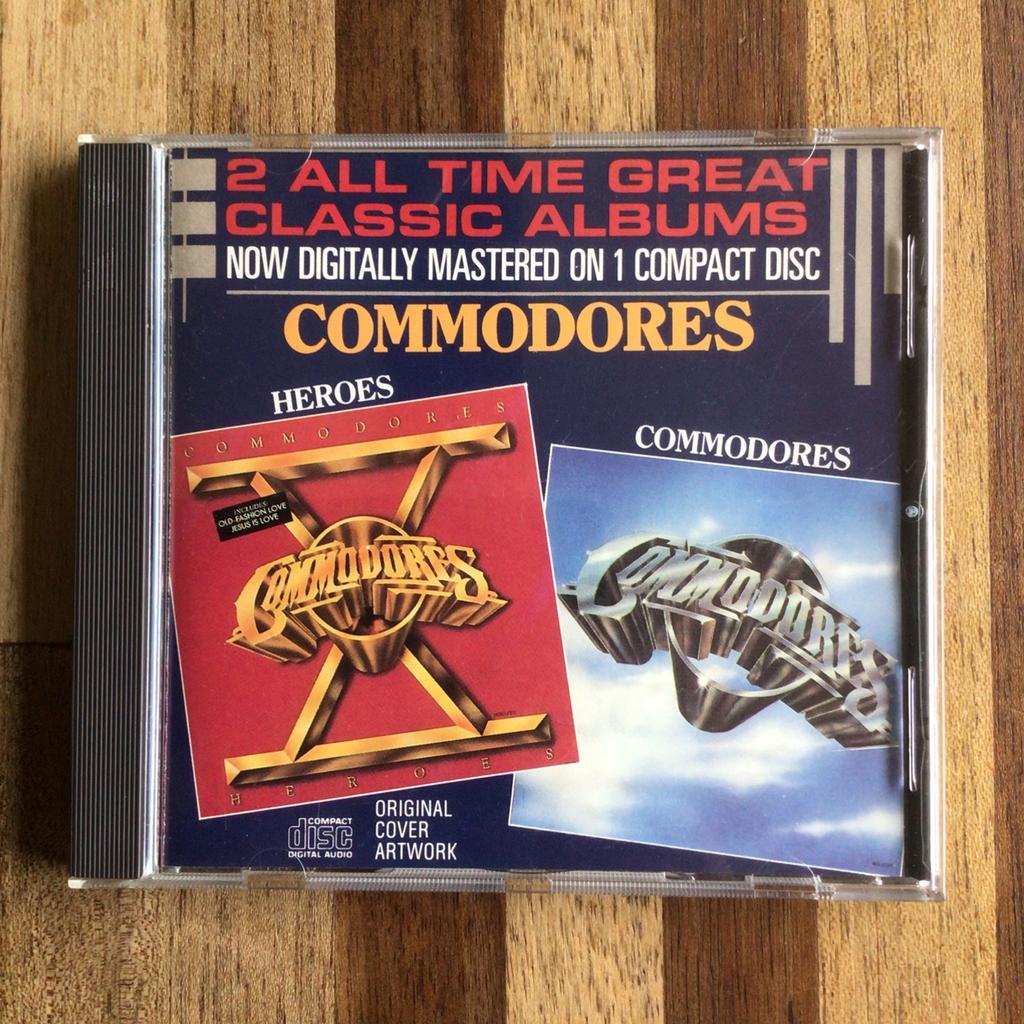 2 ALL TIME GREAT
CLASSIC ALBUMS
NOW DIGITALLY MASTERED ON 1 COMPACT DISC
COMMODORES
HEROES
COMMODORES
INCLUDES:
OLD-FASHION LOVE
JESUS IS LOVE
COMMODORES
HEROES
COMMODORES
COMMODORES
COMPACT
disc
DIGITAL AUDIO
ORIGINAL
COVER
ARTWORK